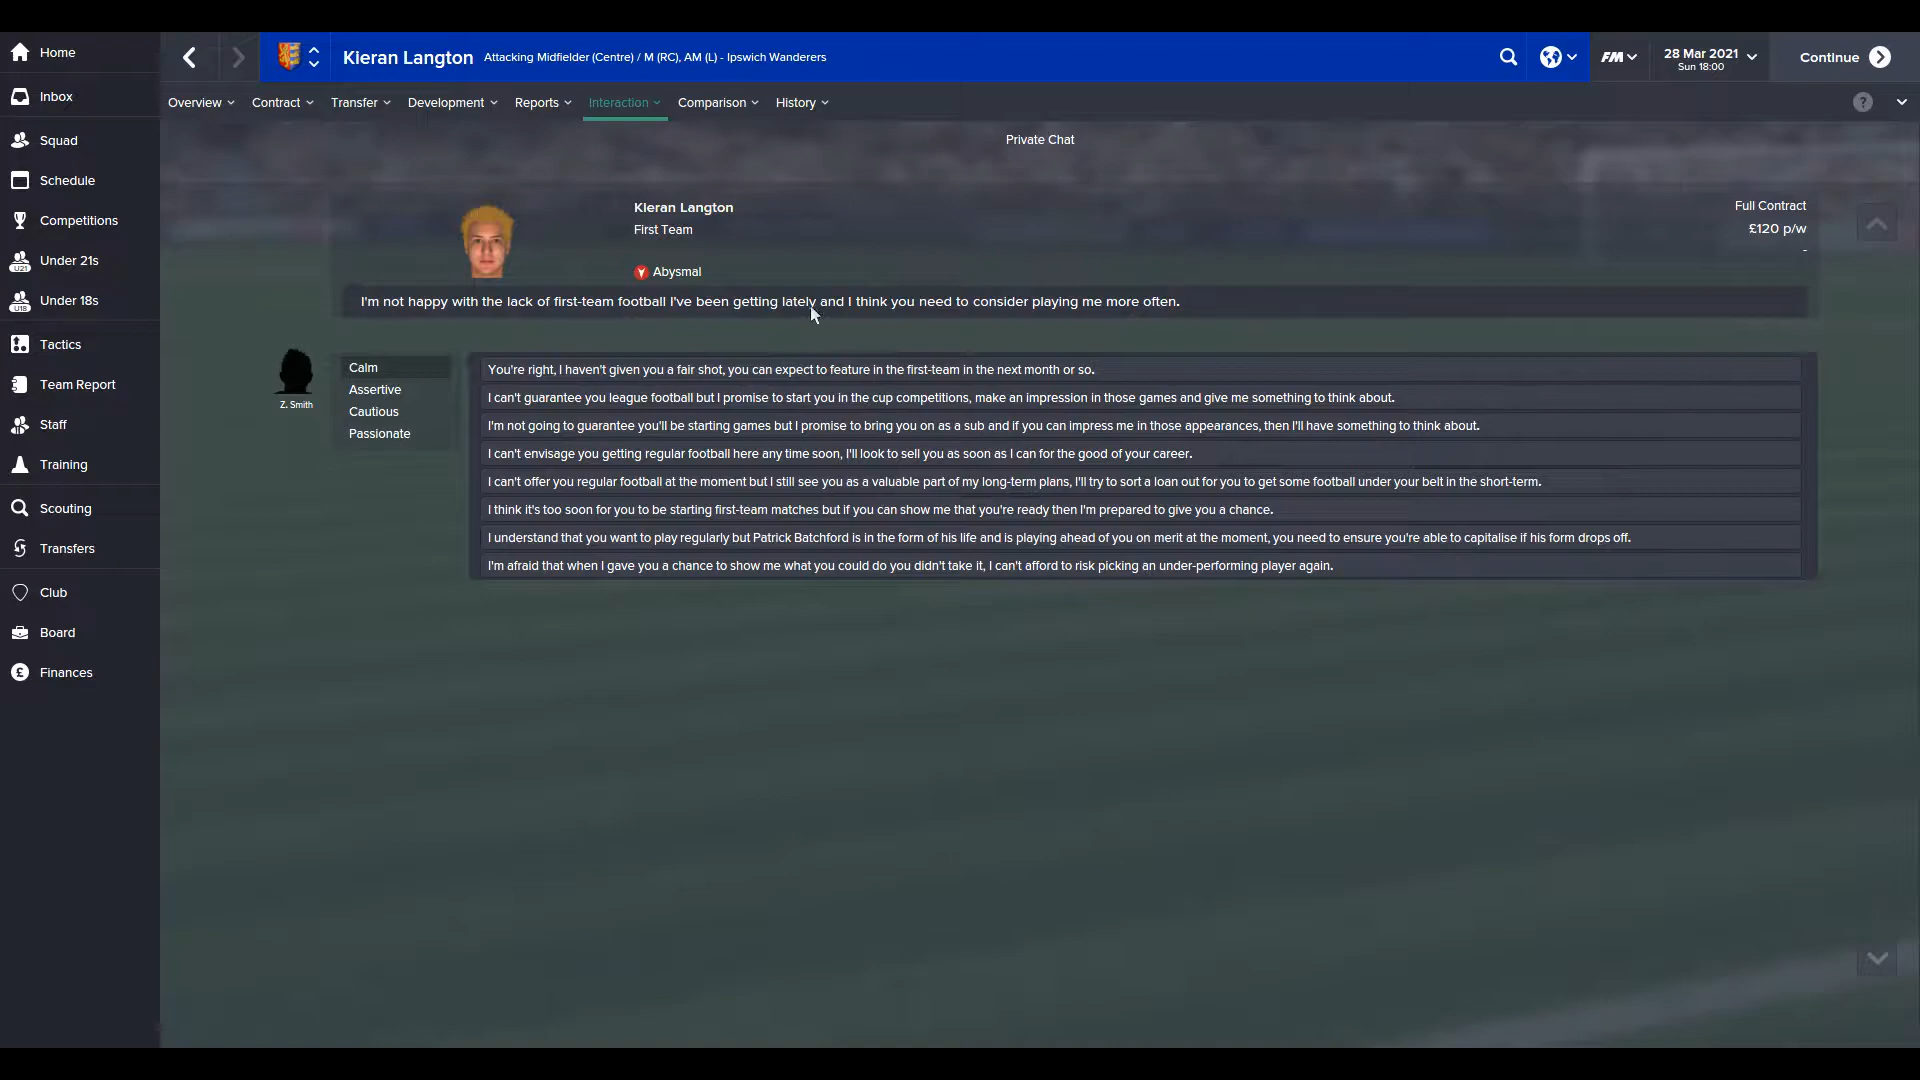 Home
Inbox
Squad
Schedule
Competitions
U21
Under 21s
U18
Under 18s
Tactics
Team Report
Staff
Training
Scouting
Transfers
Club
Board
£
Finances
Kieran Langton
Attacking Midfielder (Centre) / M (RC), AM (L) - Ipswich Wanderers
FM
28 Mar 2021
Sun 18:00
Continue
Overview
Contract
Transfer
Development
Reports
Interaction
Comparison
History
?
Private Chat
Kieran Langton
First Team
Abysmal
Full Contract
£120 p/w
-
I'm not happy with the lack of first-team football I've been getting lately and I think you need to consider playing me more often.
Z. Smith
Calm
Assertive
Cautious
Passionate
You're right, I haven't given you a fair shot, you can expect to feature in the first-team in the next month or so.
I can't guarantee you league football but I promise to start you in the cup competitions, make an impression in those games and give me something to think about.
I'm not going to guarantee you'll be starting games but I promise to bring you on as a sub and if you can impress me in those appearances, then I'll have something to think about.
I can't envisage you getting regular football here any time soon, I'll look to sell you as soon as I can for the good of your career.
I can't offer you regular football at the moment but I still see you as a valuable part of my long-term plans, I'll try to sort a loan out for you to get some football under your belt in the short-term.
I think it's too soon for you to be starting first-team matches but if you can show me that you're ready then I'm prepared to give you a chance.
I understand that you want to play regularly but Patrick Batchford is in the form of his life and is playing ahead of you on merit at the moment, you need to ensure you're able to capitalise if his form drops off.
I'm afraid that when I gave you a chance to show me what you could do you didn't take it, I can't afford to risk picking an under-performing player again.